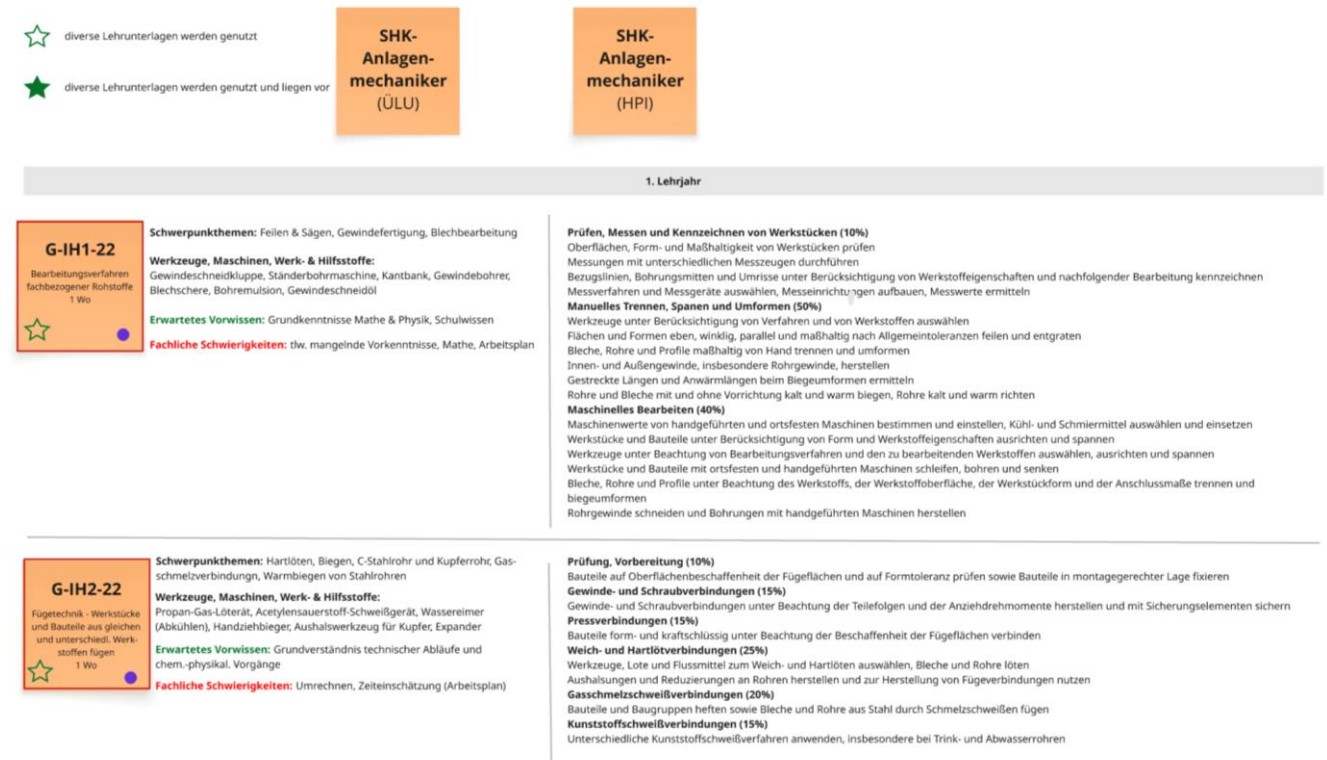 diverse Lehrunterlagen werden genutzt
diverse Lehrunterlagen werden genutzt und liegen vor
SHK-
Anlagen-
mechaniker
(ÜLU)
SHK-
Anlagen-
mechaniker
(HPI)
1. Lehrjahr
G-IH1-22
Bearbeitungsverfahren
fachbezogener Rohstoffe
1 Wo
Schwerpunkthemen: Feilen & Sägen, Gewindefertigung, Blechbearbeitung
Werkzeuge, Maschinen, Werk- & Hilfsstoffe:
Gewindeschneidkluppe, Ständerbohrmaschine, Kantbank, Gewindebohrer,
Blechschere, Bohremulsion, Gewindeschneidöl
Erwartetes Vorwissen: Grundkenntnisse Mathe & Physik, Schulwissen
Fachliche Schwierigkeiten: tlw. mangelnde Vorkenntnisse, Mathe, Arbeitsplan
Prüfen, Messen und Kennzeichnen von Werkstücken (10%)
Oberflächen, Form- und Maßhaltigkeit von Werkstücken prüfen
Messungen mit unterschiedlichen Messzeugen durchführen
Bezugslinien, Bohrungsmitten und Umrisse unter Berücksichtigung von Werkstoffeigenschaften und nachfolgender Bearbeitung kennzeichnen
Messverfahren und Messgeräte auswählen, Messeinrichtungen aufbauen, Messwerte ermitteln
Manuelles Trennen, Spanen und Umformen (50%)
Werkzeuge unter Berücksichtigung von Verfahren und von Werkstoffen auswählen
Flächen und Formen eben, winklig, parallel und maßhaltig nach Allgemeintoleranzen feilen und entgraten
Bleche, Rohre und Profile maßhaltig von Hand trennen und umformen
Innen- und Außengewinde, insbesondere Rohrgewinde, herstellen
Gestreckte Längen und Anwärmlängen beim Biegeumformen ermitteln
Rohre und Bleche mit und ohne Vorrichtung kalt und warm biegen, Rohre kalt und warm richten
Maschinelles Bearbeiten (40%)
Maschinenwerte von handgeführten und ortsfesten Maschinen bestimmen und einstellen, Kühl- und Schmiermittel auswählen und einsetzen
Werkstücke und Bauteile unter Berücksichtigung von Form und Werkstoffeigenschaften ausrichten und spannen
Werkzeuge unter Beachtung von Bearbeitungsverfahren und den zu bearbeitenden Werkstoffen auswählen, ausrichten und spannen
Werkstücke und Bauteile mit ortsfesten und handgeführten Maschinen schleifen, bohren und senken
Bleche, Rohre und Profile unter Beachtung des Werkstoffs, der Werkstoffoberfläche, der Werkstückform und der Anschlussmaße trennen und
biegeumformen
Rohrgewinde schneiden und Bohrungen mit handgeführten Maschinen herstellen
G-IH2-22
Fügetechnik - Werkstücke
und Bauteile aus gleichen
und unterschiedl. Werk-
stoffen fügen
1 Wo
Schwerpunkthemen: Hartlöten, Biegen, C-Stahlrohr und Kupferrohr, Gas-
schmelzverbindungn, Warmbiegen von Stahlrohren
Werkzeuge, Maschinen, Werk- & Hilfsstoffe:
Propan-Gas-Löterät, Acetylensauerstoff-Schweißgerät, Wassereimer
(Abkühlen), Handziehbieger, Aushalswerkzeug für Kupfer, Expander
Erwartetes Vorwissen: Grundverständnis technischer Abläufe und
chem.-physikal. Vorgänge
Fachliche Schwierigkeiten: Umrechnen, Zeiteinschätzung (Arbeitsplan)
Prüfung, Vorbereitung (10%)
Bauteile auf Oberflächenbeschaffenheit der Fügeflächen und auf Formtoleranz prüfen sowie Bauteile in montagegerechter Lage fixieren
Gewinde- und Schraubverbindungen (15%)
Gewinde- und Schraubverbindungen unter Beachtung der Teilefolgen und der Anziehdrehmomente herstellen und mit Sicherungselementen sichern
Pressverbindungen (15%)
Bauteile form- und kraftschlüssig unter Beachtung der Beschaffenheit der Fügeflächen verbinden
Weich- und Hartlötverbindungen (25%)
Werkzeuge, Lote und Flussmittel zum Weich- und Hartlöten auswählen, Bleche und Rohre löten
Aushalsungen und Reduzierungen an Rohren herstellen und zur Herstellung von Fügeverbindungen nutzen
Gasschmelzschweißverbindungen (20%)
Bauteile und Baugruppen heften sowie Bleche und Rohre aus Stahl durch Schmelzschweißen fügen
Kunststoffschweißverbindungen (15%)
Unterschiedliche Kunststoffschweißverfahren anwenden, insbesondere bei Trink- und Abwasserrohren